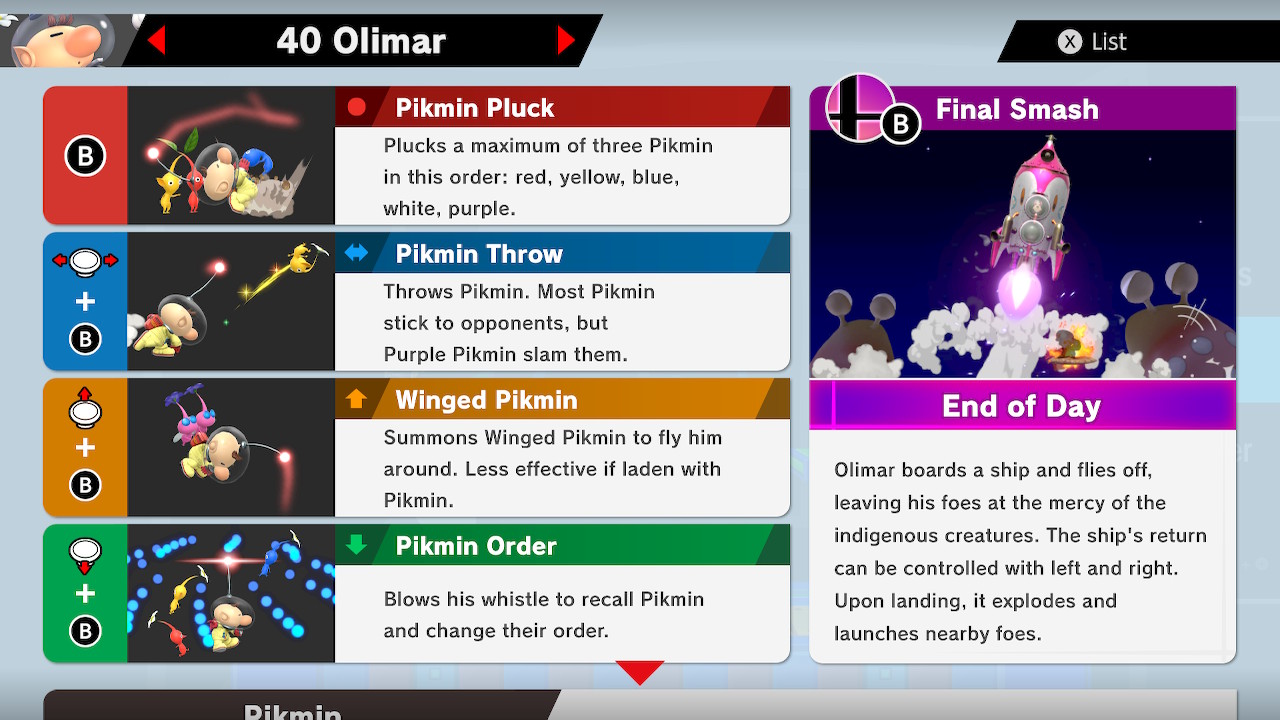 40 Olimar
X List
B
Pikmin Pluck
Plucks a maximum of three Pikmin
in this order: red, yellow, blue,
white, purple.
+
B
Pikmin Throw
Throws Pikmin. Most Pikmin
stick to opponents, but
Purple Pikmin slam them.
+
B
Winged Pikmin
Summons Winged Pikmin to fly him
around. Less effective if laden with
Pikmin.
+
B
Pikmin Order
Blows his whistle to recall Pikmin
and change their order.
B
Final Smash
End of Day
Olimar boards a ship and flies off,
leaving his foes at the mercy of the
indigenous creatures. The ship's return
can be controlled with left and right.
Upon landing, it explodes and
launches nearby foes.
Pikmin